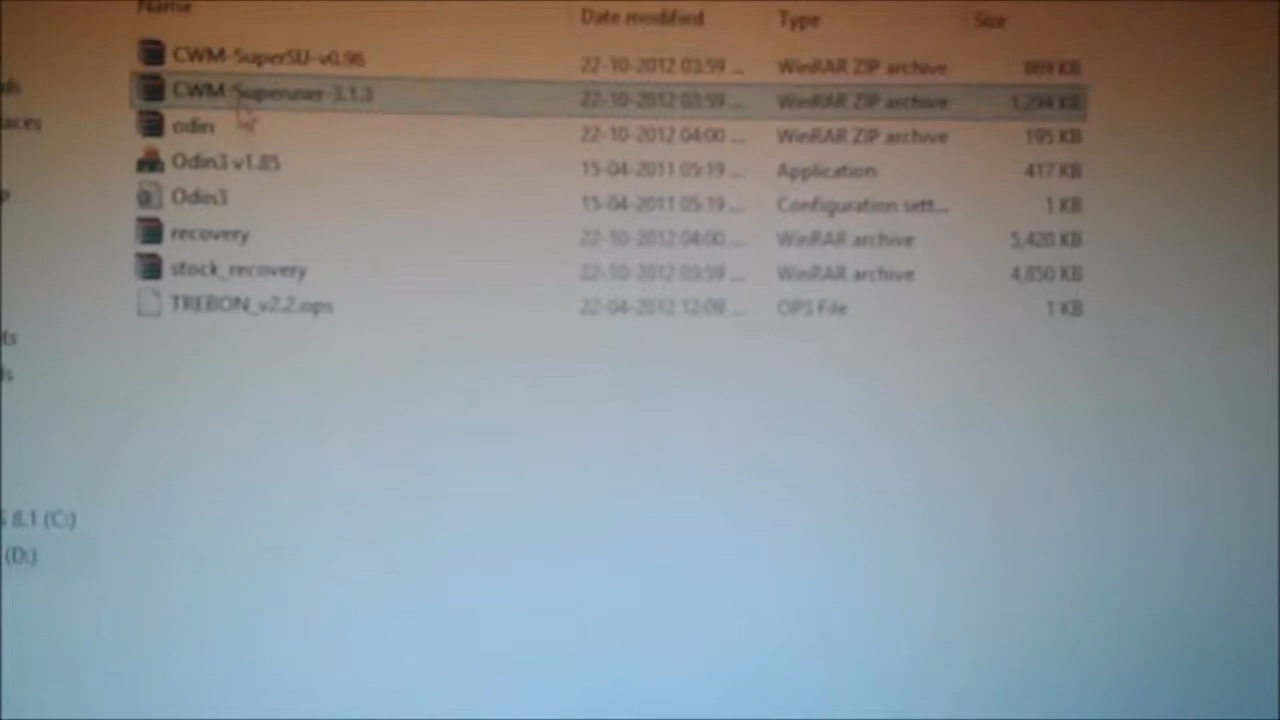 Name Date modified Type Size
CWM-SuperSU-v0.96 22-10-2012 03:59 ... WinRAR ZIP archive 869 KB
CWM-Superuser-3.1.3 22-10-2012 03:59 ... WinRAR ZIP archive 1,294 KB
odin 22-10-2012 04:00 ... WinRAR ZIP archive 195 KB
Odin3 v1.85 15-04-2011 05:19 ... Application 417 KB
Odin3 15-04-2011 05:19 ... Configuration sett... 1 KB
recovery 22-10-2012 04:00 ... WinRAR archive 5,420 KB
stock_recovery 22-10-2012 03:59 ... WinRAR archive 4,850 KB
TREBON_v2.2.ops 22-04-2012 12:08 ... OPS File 1 KB
8.1 (C:)
(D:)